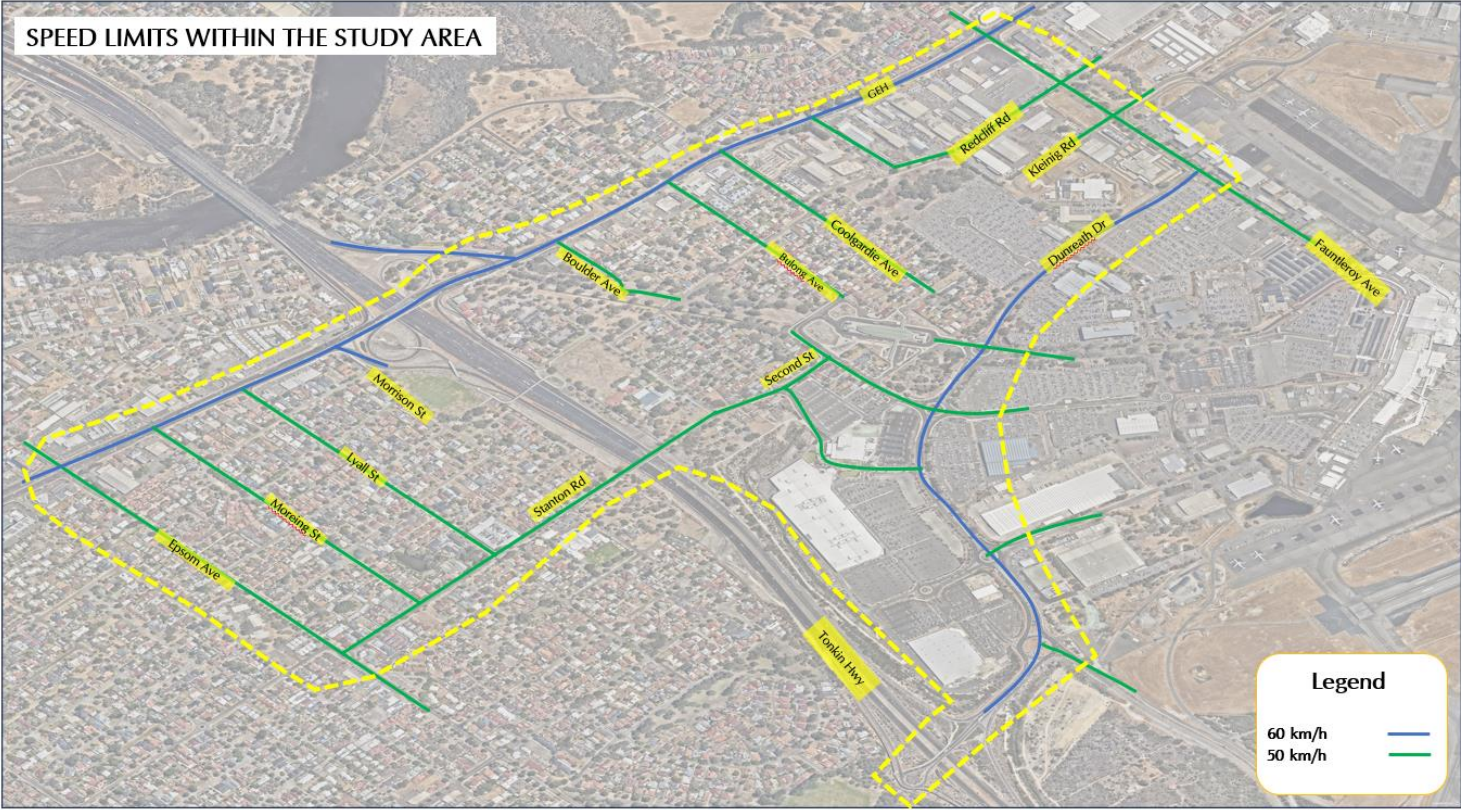 SPEED LIMITS WITHIN THE STUDY AREA
GEH
Redcliff Rd
Kleinig Rd
Coolgardie Ave
Dunreath Dr
Fauntleroy Ave
Boulder Ave
Bulong Ave
Second St
Morrison St
Lyall St
Stanton Rd
Moreing St
Epsom Ave
Tonkin Hwy
Legend
60 km/h
50 km/h